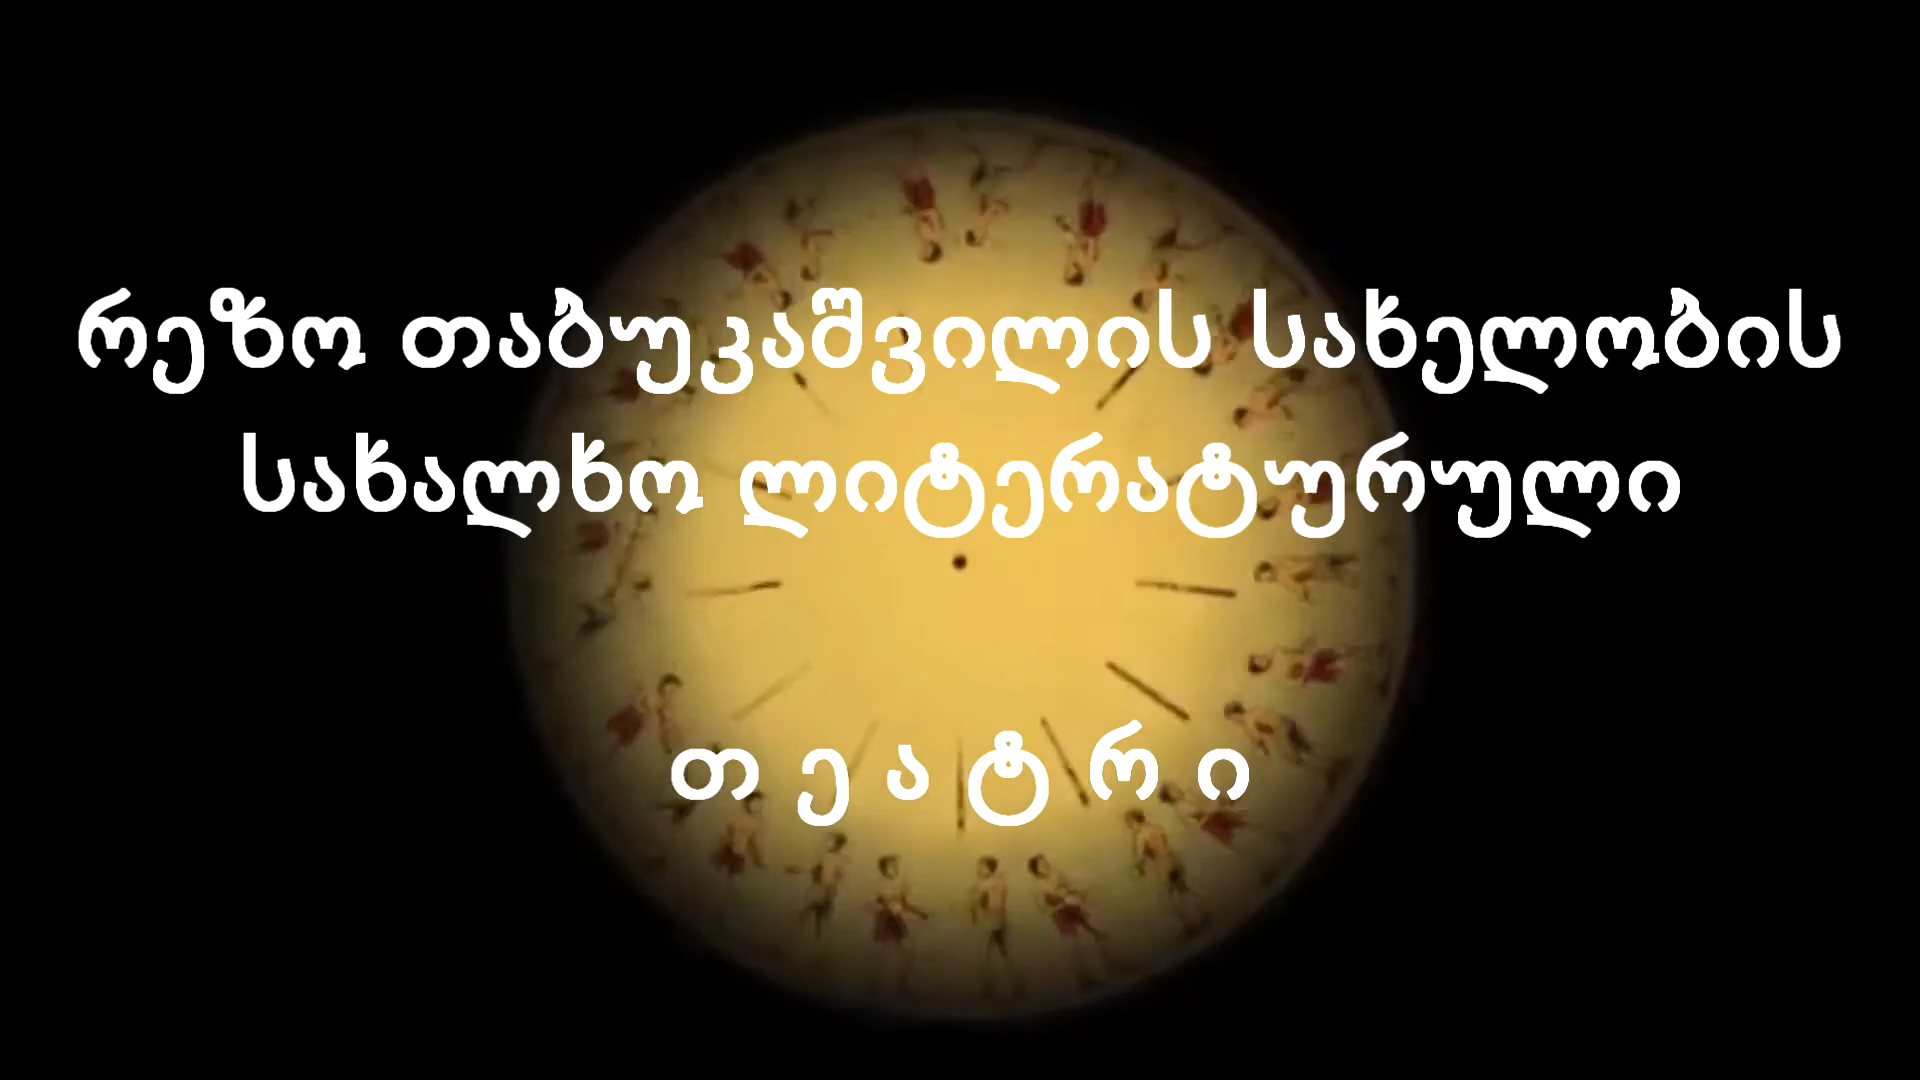 რეზო თაბუკაშვილის სახელობის
სახალხო ლიტერატურული
თ ე ა ტ რ ი